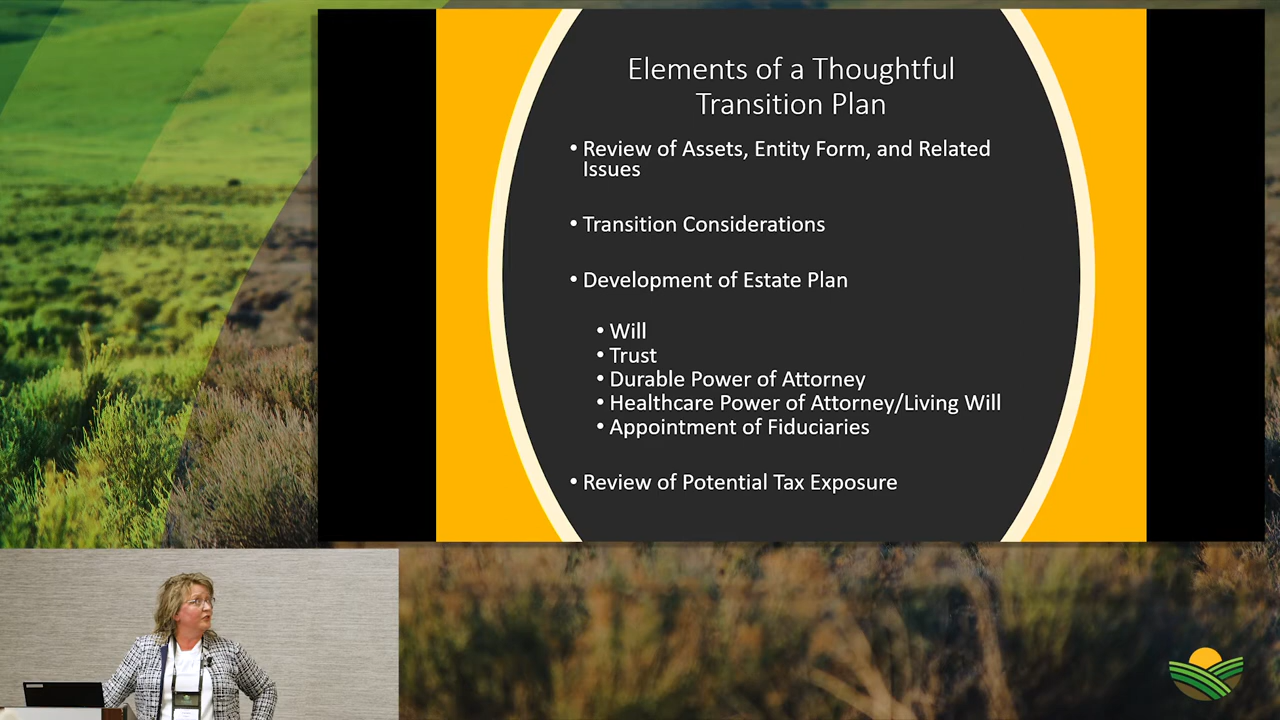 Elements of a Thoughtful
Transition Plan
• Review of Assets, Entity Form, and Related
Issues
• Transition Considerations
• Development of Estate Plan
• Will
• Trust
• Durable Power of Attorney
• Healthcare Power of Attorney/Living Will
• Appointment of Fiduciaries
• Review of Potential Tax Exposure